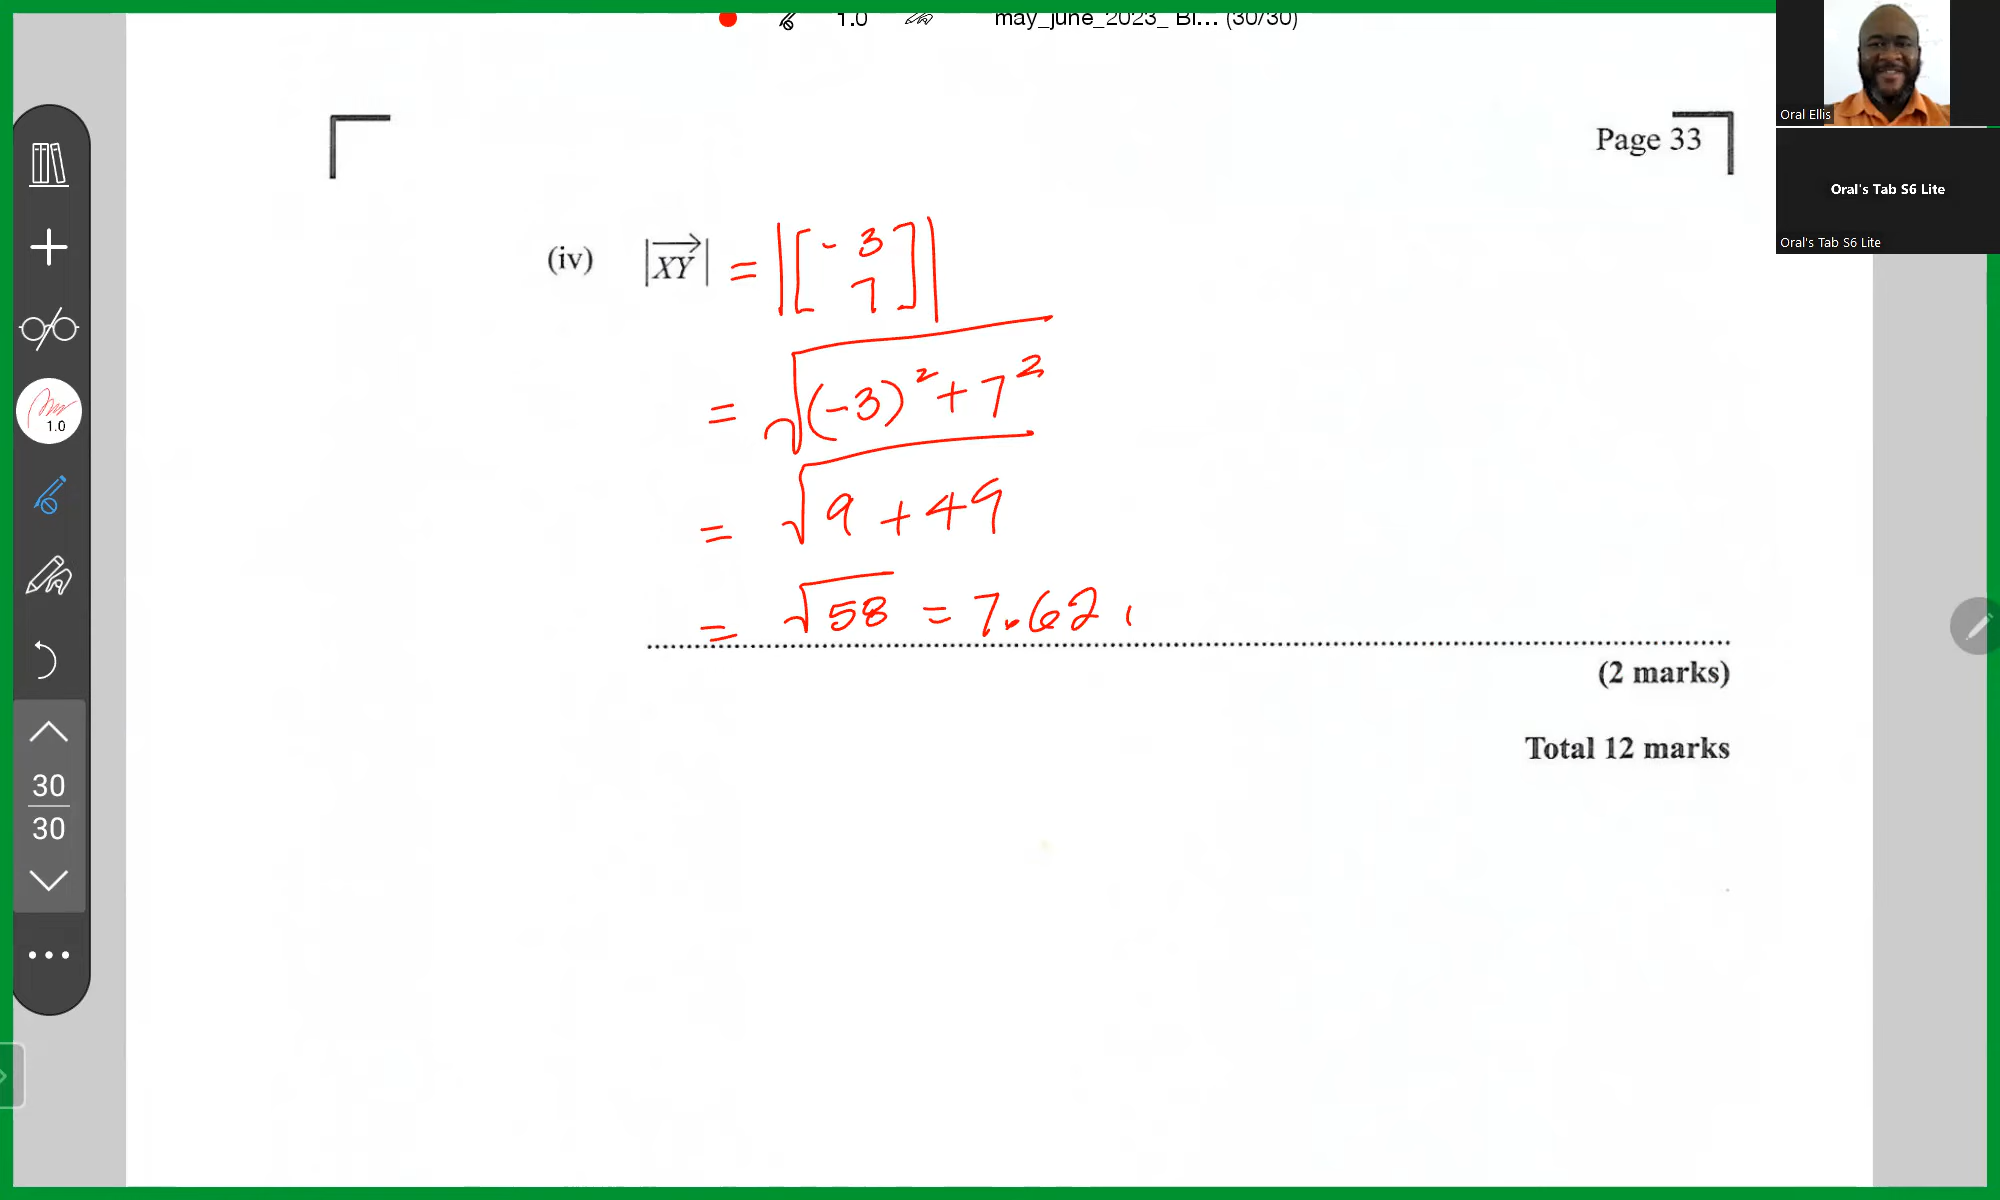 1.0 may_june_2023_ Bl... (30/30)
Oral Ellis
Oral's Tab S6 Lite
Oral's Tab S6 Lite
Page 33
(iv) |XY| = |[-3 7]|
= √(-3)² + 7²
= √9 + 49
= √58 = 7.62
(2 marks)
Total 12 marks
1.0
30
30